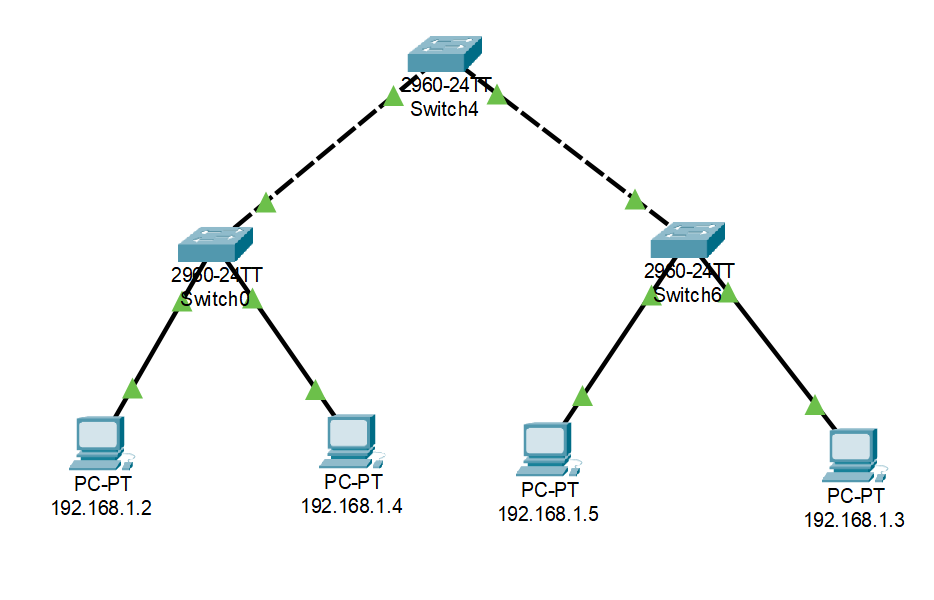 2960-24TT
Switch4
2960-24TT
Switch0
2960-24TT
Switch6
PC-PT
192.168.1.2
PC-PT
192.168.1.4
PC-PT
192.168.1.5
PC-PT
192.168.1.3